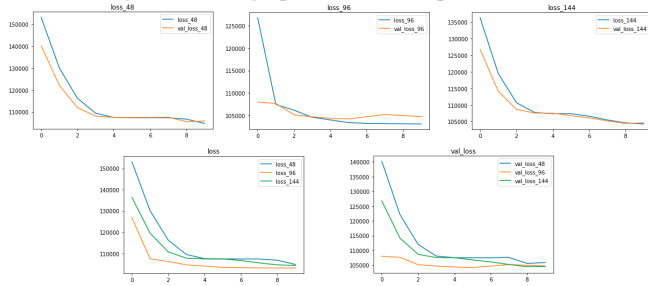 loss_48
loss_48
val_loss_48
150000
140000
130000
120000
110000
0 2 4 6 8
loss_96
loss_96
val_loss_96
125000
120000
115000
110000
105000
0 2 4 6 8
loss_144
loss_144
val_loss_144
135000
130000
125000
120000
115000
110000
105000
0 2 4 6 8
loss
loss_48
loss_96
loss_144
150000
140000
130000
120000
110000
0 2 4 6 8
val_loss
val_loss_48
val_loss_96
val_loss_144
140000
135000
130000
125000
120000
115000
110000
105000
0 2 4 6 8